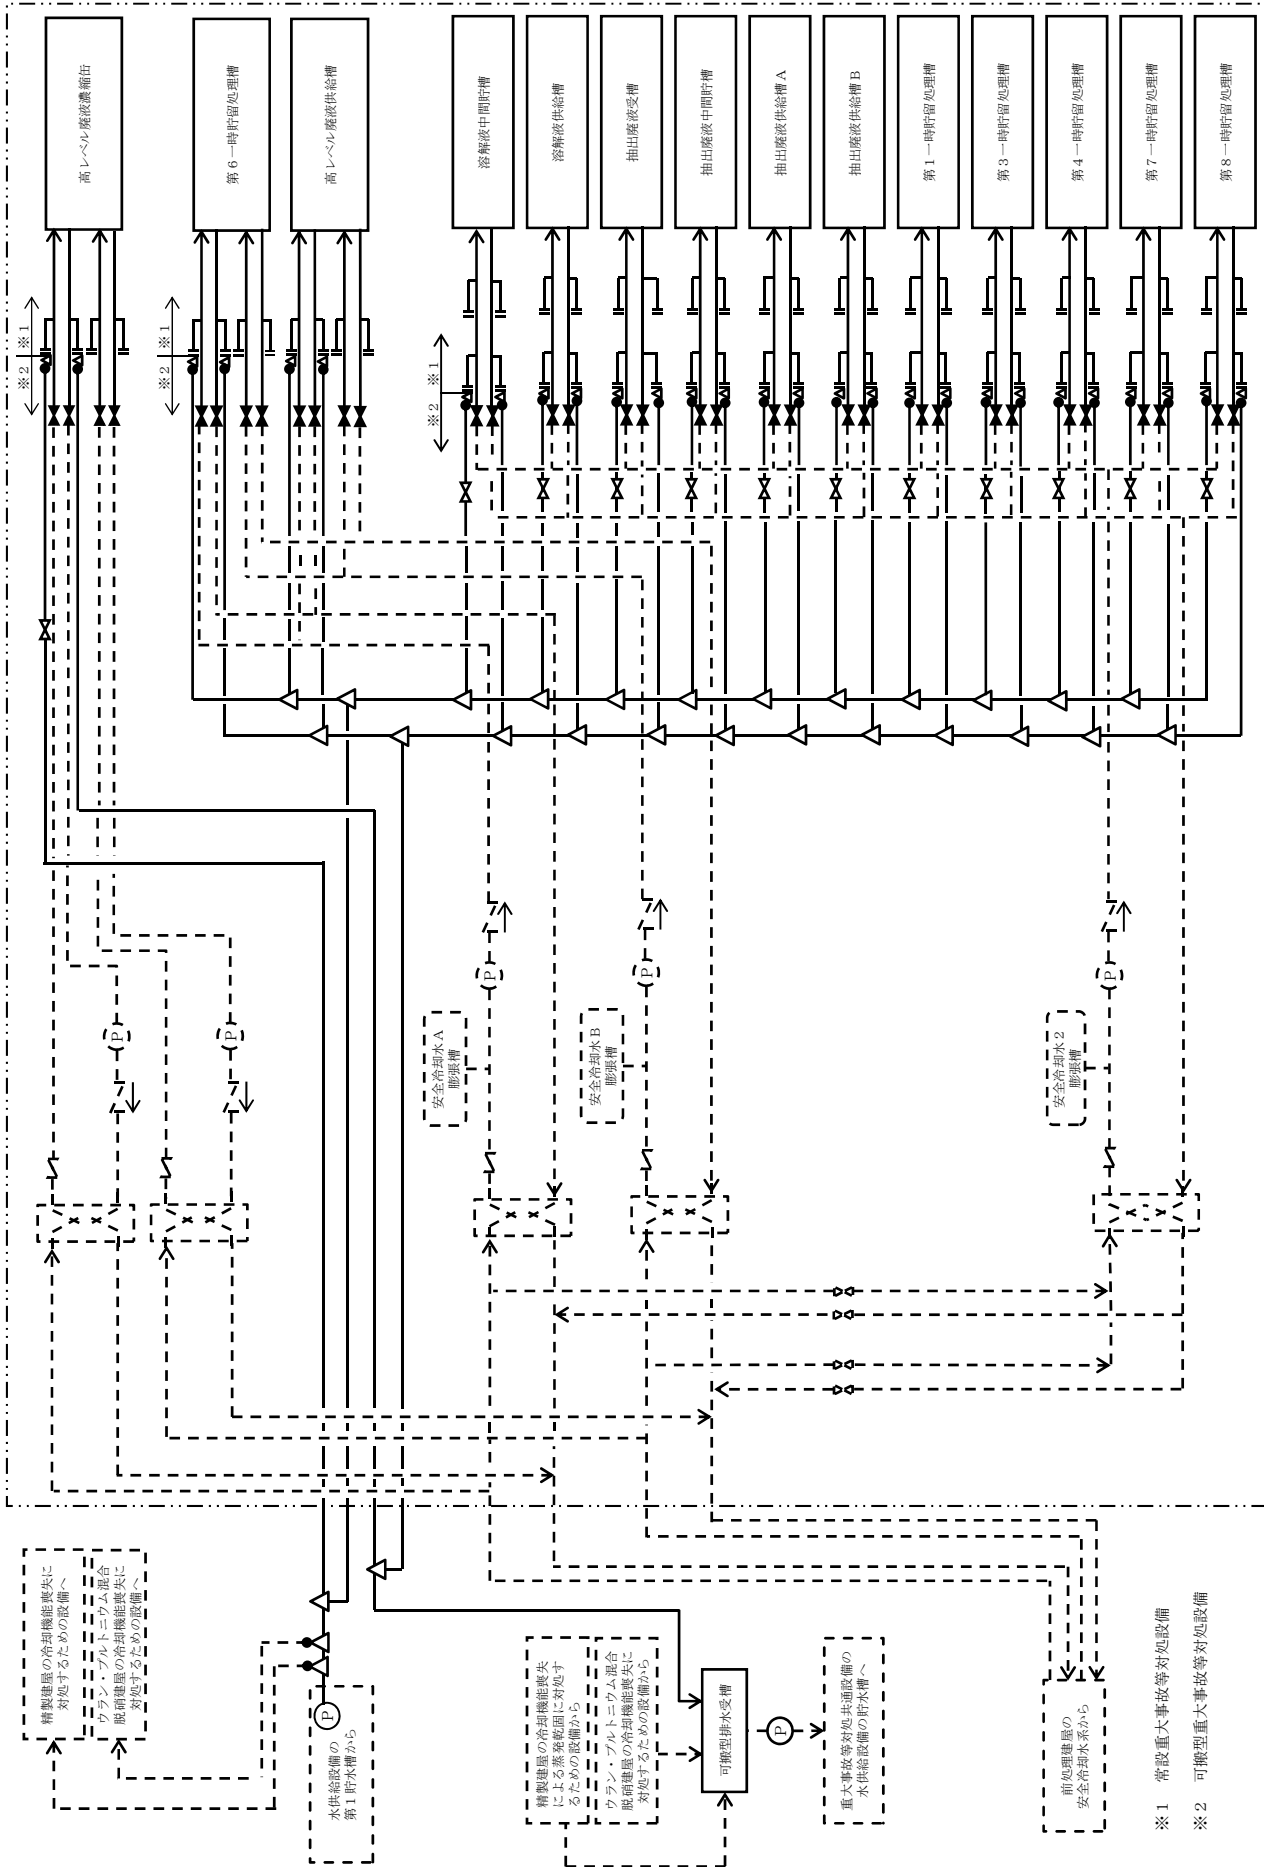 高レベル廃液濃縮缶
第6一時貯留処理槽
高レベル廃液供給槽
溶解液中間貯槽
溶解液供給槽
抽出廃液受槽
抽出廃液中間貯槽
抽出廃液供給槽A
抽出廃液供給槽B
第1一時貯留処理槽
第3一時貯留処理槽
第4一時貯留処理槽
第7一時貯留処理槽
第8一時貯留処理槽
※2 ※1
※2 ※1
※2 ※1
P
P
P
P
P
安全冷却水A
膨張槽
安全冷却水B
膨張槽
安全冷却水2
膨張槽
精製建屋の冷却機能喪失に
対処するための設備へ
ウラン・プルトニウム混合
脱硝建屋の冷却機能喪失に
対処するための設備へ
P
水供給設備の
第1貯水槽から
精製建屋の冷却機能喪失
による蒸発乾固に対処す
るための設備から
ウラン・プルトニウム混合
脱硝建屋の冷却機能喪失に
対処するための設備から
可搬型排水受槽
P
重大事故等対処共通設備の
水供給設備の貯水槽へ
前処理建屋の
安全冷却水系から
※1 常設重大事故等対処設備
※2 可搬型重大事故等対処設備